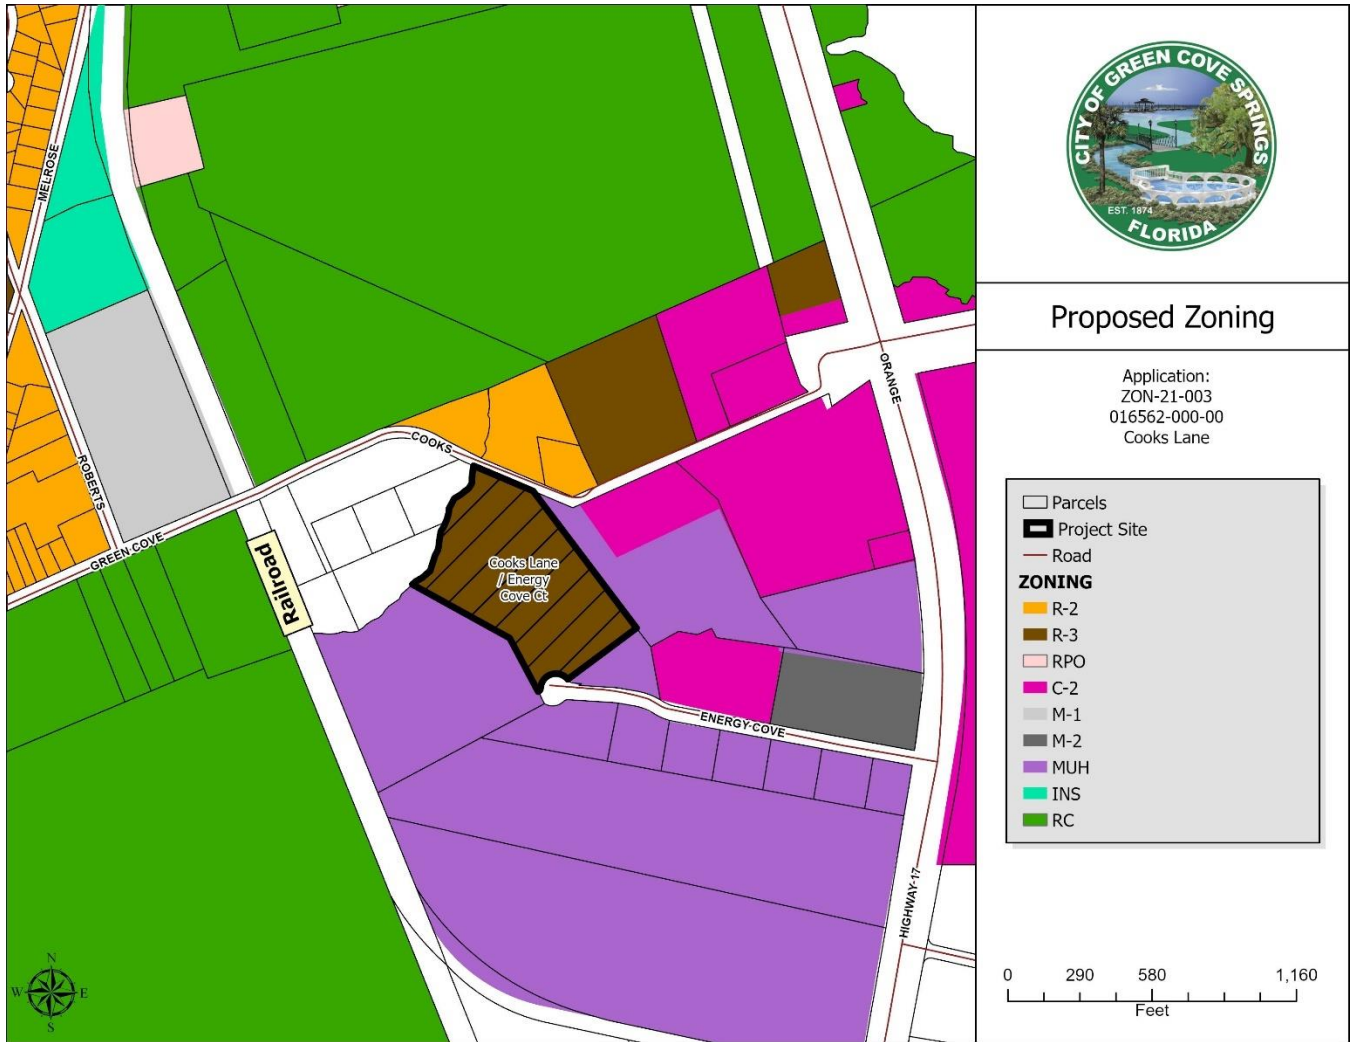 MELROSE
ROBERTS
GREEN COVE
COOKS
ORANGE
Railroad
Cooks Lane
/ Energy
Cove Ct
ENERGY COVE
HIGHWAY 17
N
W E
S
CITY OF GREEN COVE SPRINGS
EST. 1874
FLORIDA
Proposed Zoning
Application:
ZON-21-003
016562-000-00
Cooks Lane
Parcels
Project Site
Road
ZONING
R-2
R-3
RPO
C-2
M-1
M-2
MUH
INS
RC
0 290 580 1,160
Feet